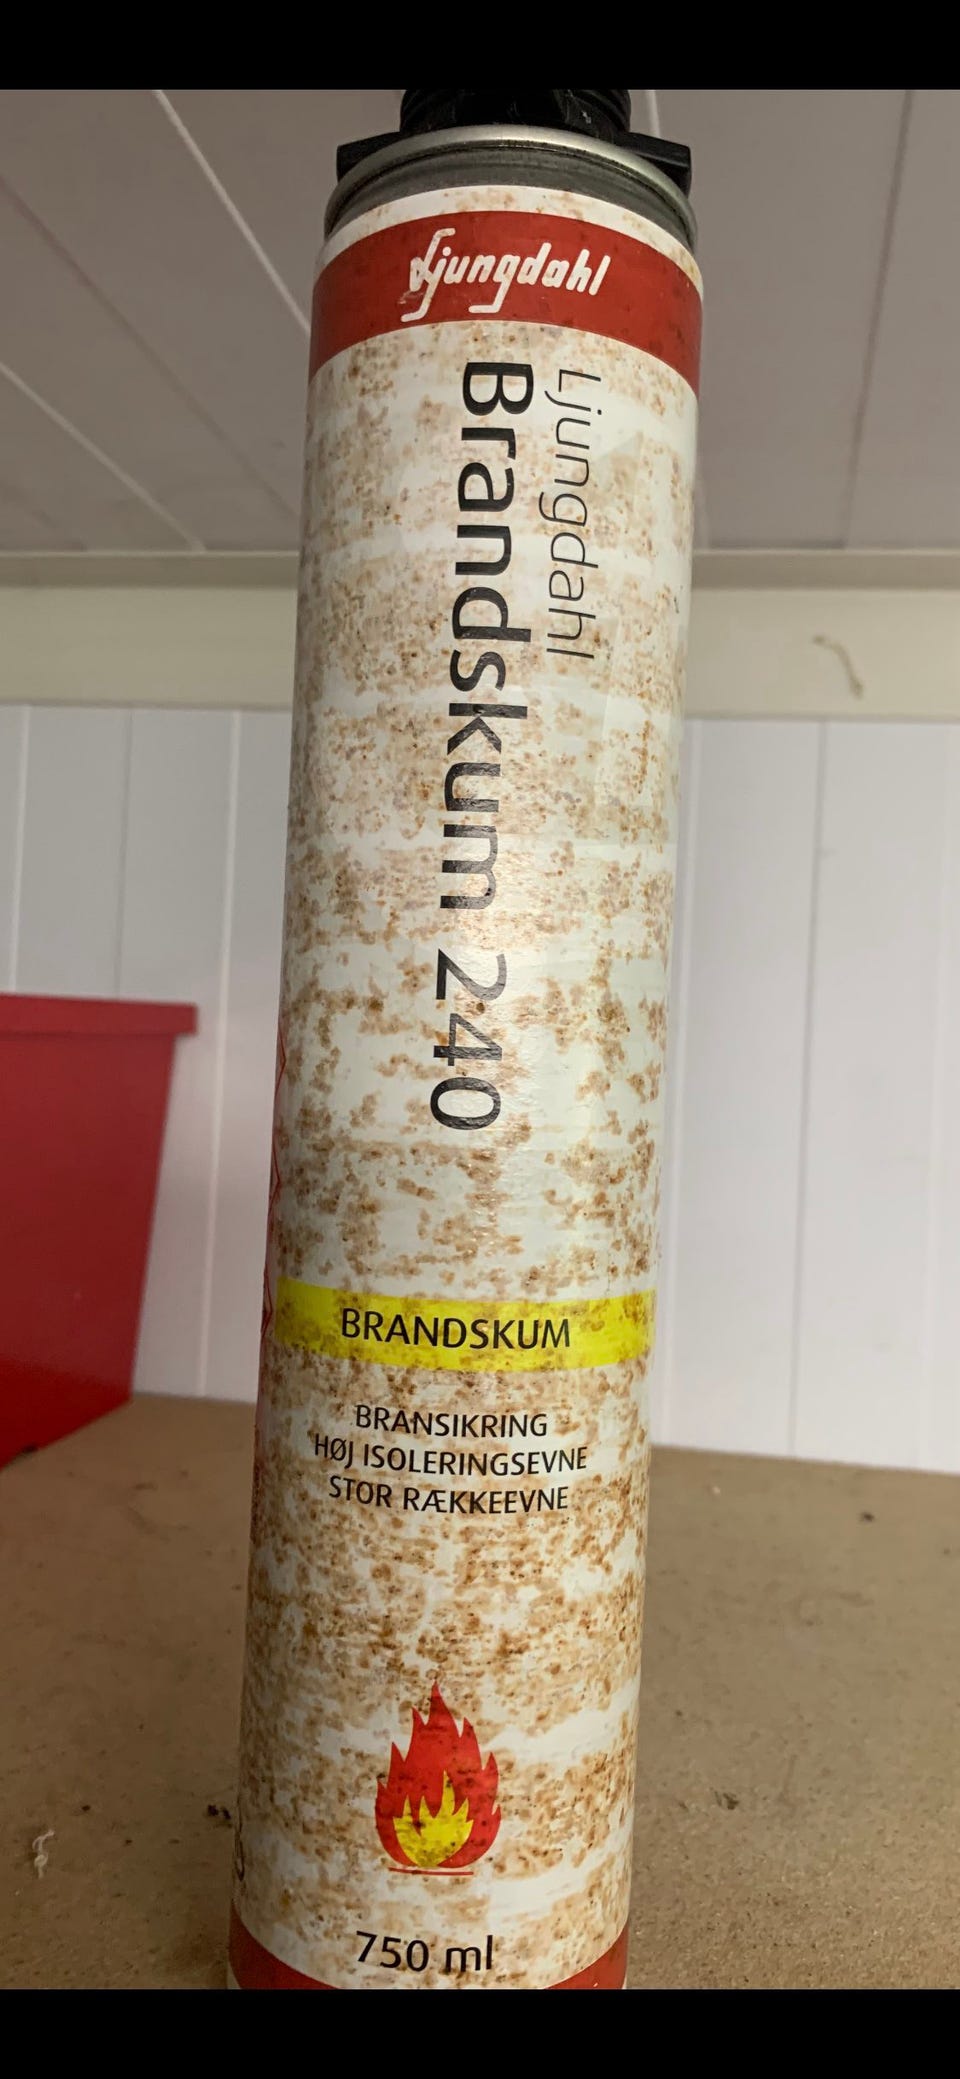 Ljungdahl
Ljungdahl
Brandskum 240
BRANDSKUM
BRANSIKRING
HØJ ISOLERINGSEVNE
STOR RÆKKEEVNE
750 ml